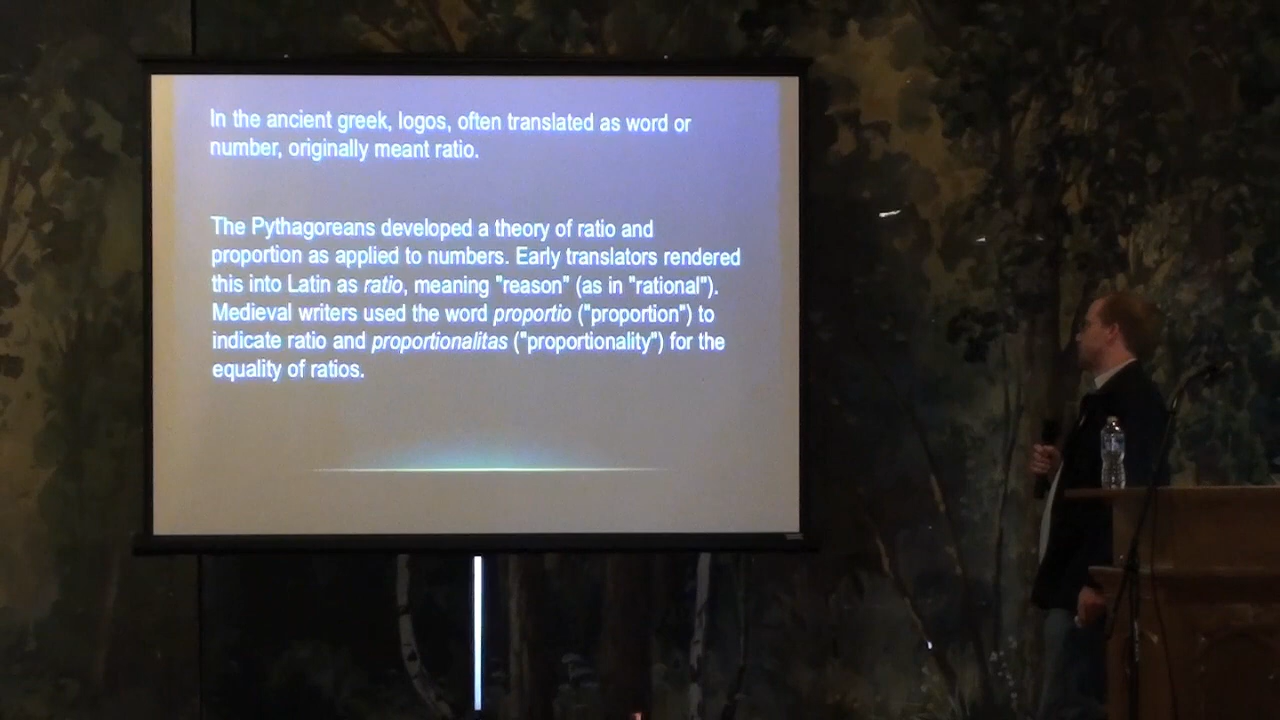 In the ancient greek, logos, often translated as word or
number, originally meant ratio.
The Pythagoreans developed a theory of ratio and
proportion as applied to numbers. Early translators rendered
this into Latin as ratio, meaning "reason" (as in "rational").
Medieval writers used the word proportio ("proportion") to
indicate ratio and proportionalitas ("proportionality") for the
equality of ratios.